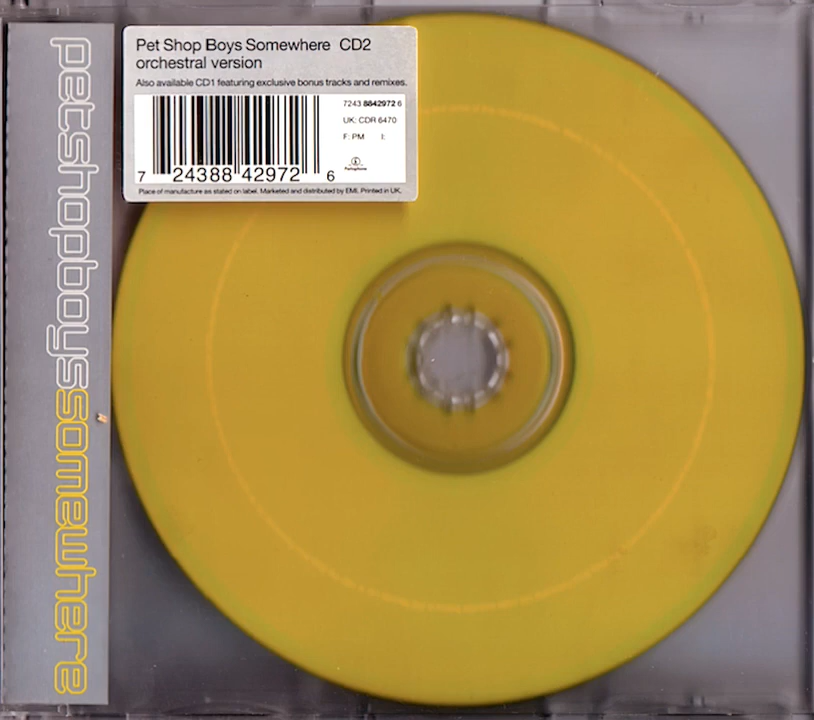 petshopboyssomewhere
Pet Shop Boys Somewhere CD2
orchestral version
Also available CD1 featuring exclusive bonus tracks and remixes.
7243 8842972 6
UK: CDR 6470
F: PM I:
Parlophone
7 24388 42972 6
Place of manufacture as stated on label. Marketed and distributed by EMI. Printed in UK.